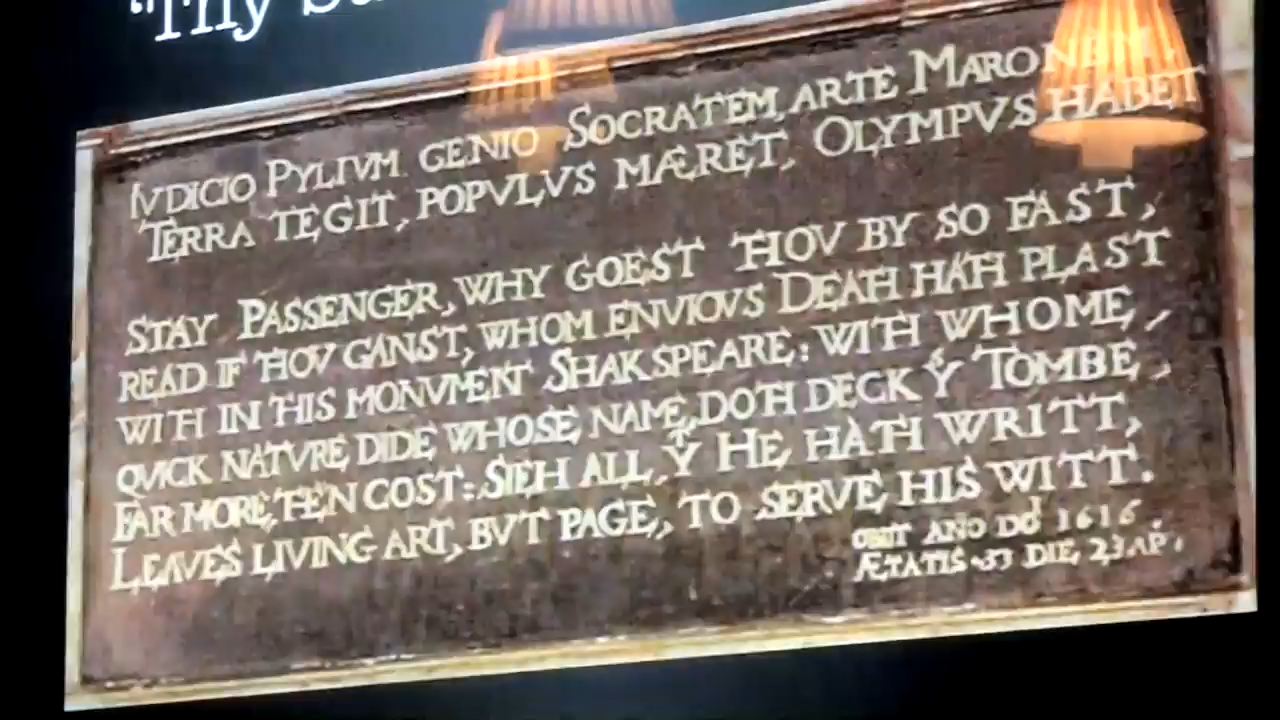 "Thy
IVDICIO PYLIVM GENIO SOCRATEM, ARTE MARONEM,
TERRA TEGIT, POPVLVS MÆRET, OLYMPVS HABET
STAY PASSENGER, WHY GOEST THOV BY SO FAST,
READ IF THOV CANST, WHOM ENVIOVS DEATH HATH PLAST
WITH IN THIS MONVMENT SHAKSPEARE: WITH WHOME,
QVICK NATVRE DIDE WHOSE NAME, DOTH DECK Yͤ TOMBE,
FAR MORE, THEN COST: SIEH ALL, Yͭ HE HATH WRITT,
LEAVES LIVING ART, BVT PAGE, TO SERVE HIS WITT.
OBIIT AÑO DOⁱ 1616
ÆTATIS 53 DIE 23 AP.